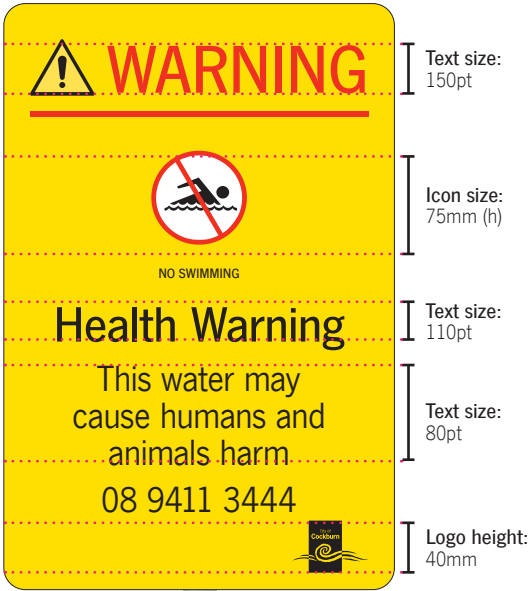 WARNING
Text size:
150pt
Icon size:
75mm (h)
NO SWIMMING
Health Warning
Text size:
110pt
This water may
cause humans and
animals harm
Text size:
80pt
08 9411 3444
City of
Cockburn
Logo height:
40mm